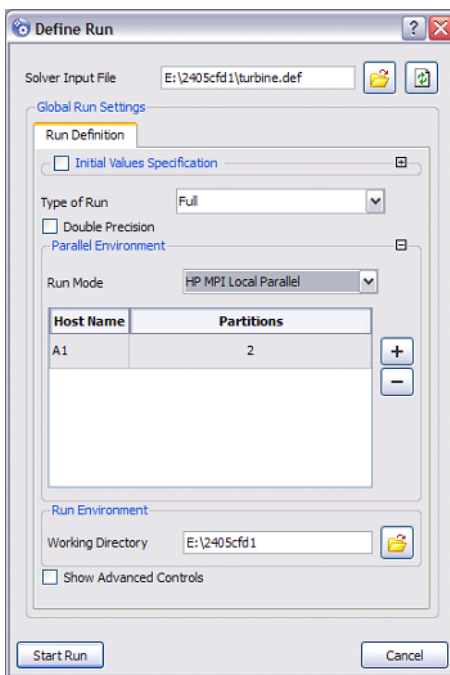 Define Run
Solver Input File E:\2405cfd1\turbine.def
Global Run Settings
Run Definition
Initial Values Specification
Type of Run Full
Double Precision
Parallel Environment
Run Mode HP MPI Local Parallel
Host Name Partitions
A1 2
Run Environment
Working Directory E:\2405cfd1
Show Advanced Controls
Start Run Cancel